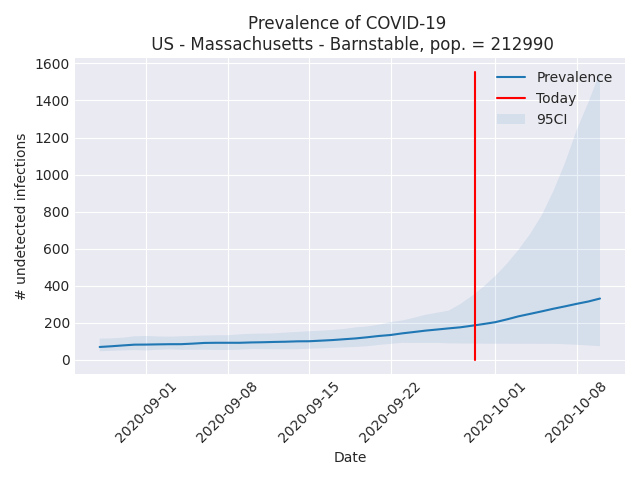 Prevalence of COVID-19
US - Massachusetts - Barnstable, pop. = 212990
1600
1400
1200
1000
800
600
400
200
0
# undetected infections
Prevalence
Today
95CI
2020-09-01
2020-09-08
2020-09-15
2020-09-22
2020-10-01
2020-10-08
Date